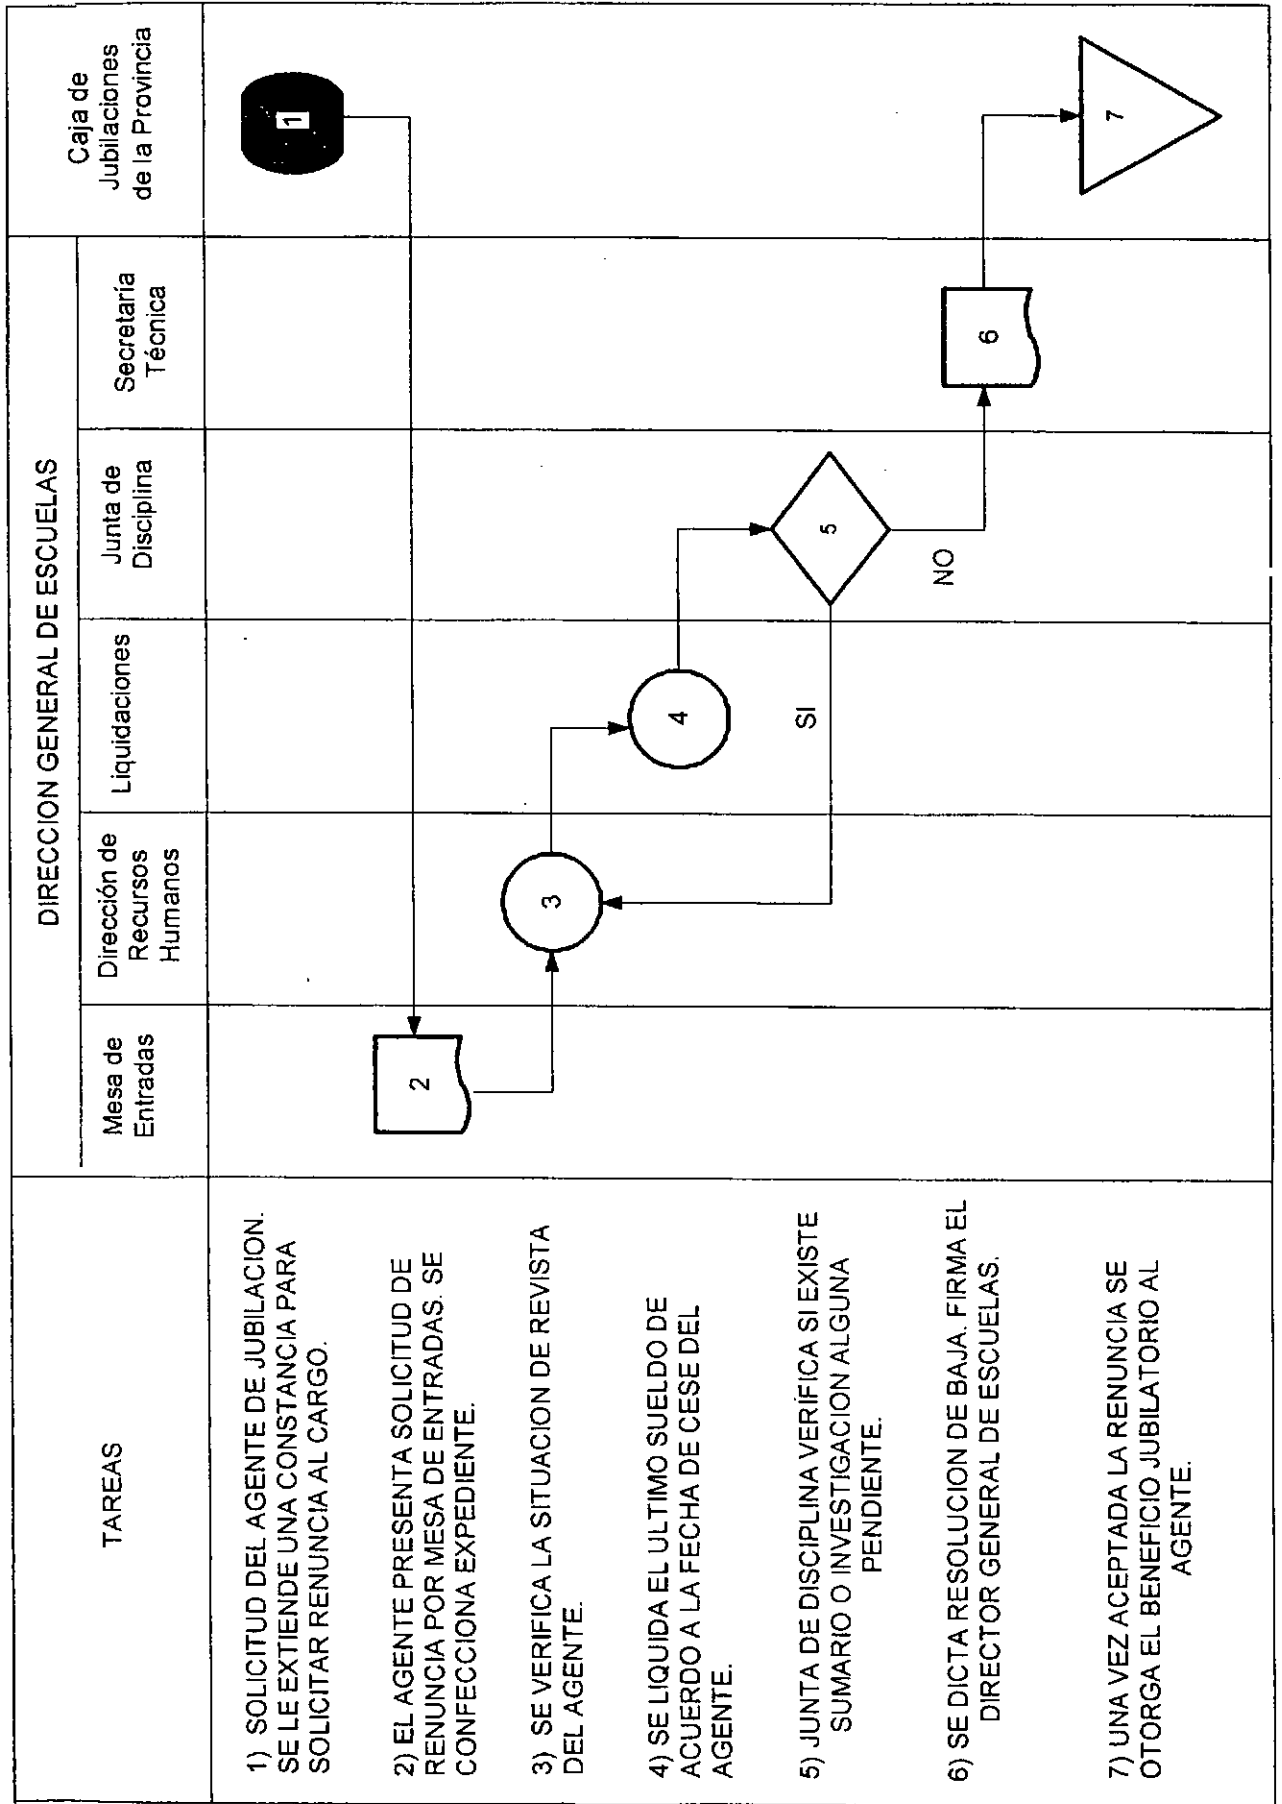 TAREAS
DIRECCION GENERAL DE ESCUELAS
Mesa de
Entradas
Dirección de
Recursos
Humanos
Liquidaciones
Junta de
Disciplina
Secretaría
Técnica
Caja de
Jubilaciones
de la Provincia
1) SOLICITUD DEL AGENTE DE JUBILACION.
SE LE EXTIENDE UNA CONSTANCIA PARA
SOLICITAR RENUNCIA AL CARGO.
1
2) EL AGENTE PRESENTA SOLICITUD DE
RENUNCIA POR MESA DE ENTRADAS. SE
CONFECCIONA EXPEDIENTE.
2
3) SE VERIFICA LA SITUACION DE REVISTA
DEL AGENTE.
3
4) SE LIQUIDA EL ULTIMO SUELDO DE
ACUERDO A LA FECHA DE CESE DEL
AGENTE.
4
5) JUNTA DE DISCIPLINA VERÍFICA SI EXISTE
SUMARIO O INVESTIGACION ALGUNA
PENDIENTE.
SI
5
NO
6) SE DICTA RESOLUCION DE BAJA. FIRMA EL
DIRECTOR GENERAL DE ESCUELAS.
6
7) UNA VEZ ACEPTADA LA RENUNCIA SE
OTORGA EL BENEFICIO JUBILATORIO AL
AGENTE.
7